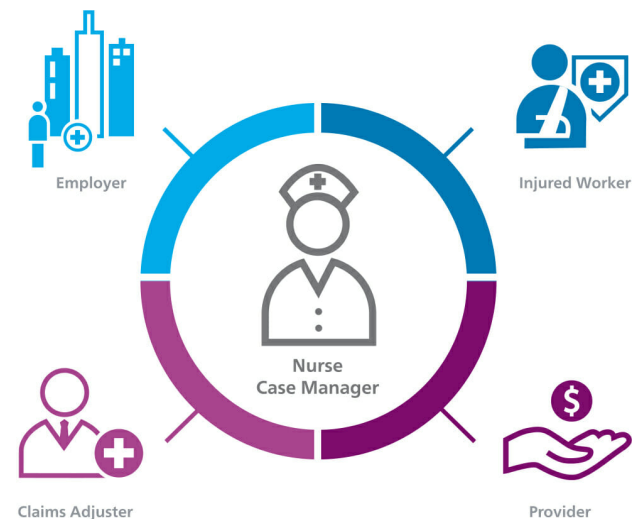 Employer
Injured Worker
Nurse
Case Manager
$
Claims Adjuster
Provider